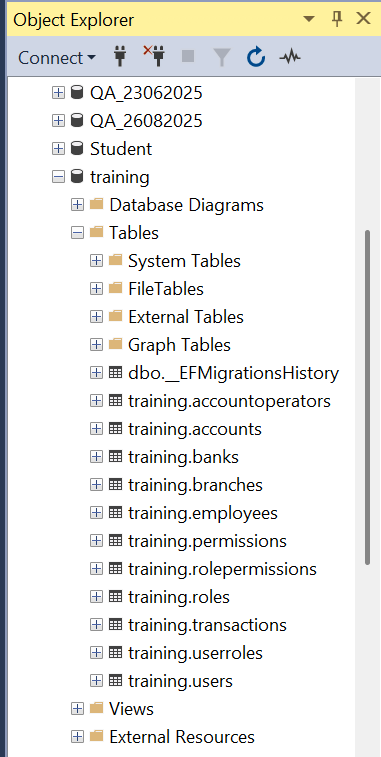 Object Explorer
Connect
QA_23062025
QA_26082025
Student
training
Database Diagrams
Tables
System Tables
FileTables
External Tables
Graph Tables
dbo.__EFMigrationsHistory
training.accountoperators
training.accounts
training.banks
training.branches
training.employees
training.permissions
training.rolepermissions
training.roles
training.transactions
training.userroles
training.users
Views
External Resources